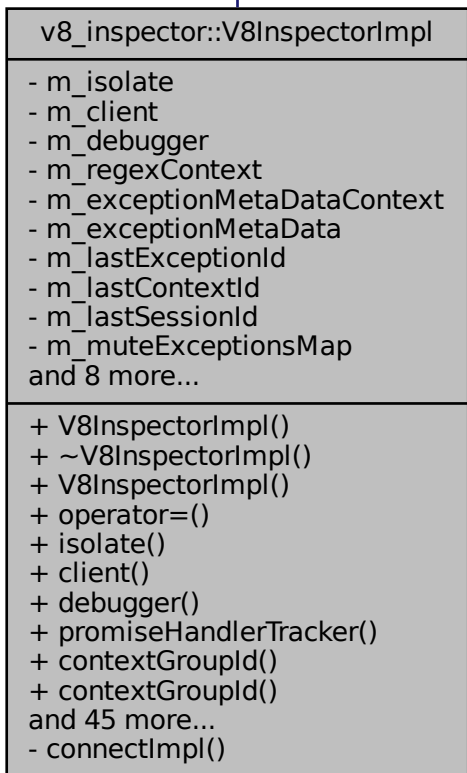 v8_inspector::V8InspectorImpl
- m_isolate
- m_client
- m_debugger
- m_regexContext
- m_exceptionMetaDataContext
- m_exceptionMetaData
- m_lastExceptionId
- m_lastContextId
- m_lastSessionId
- m_muteExceptionsMap
and 8 more...
+ V8InspectorImpl()
+ ~V8InspectorImpl()
+ V8InspectorImpl()
+ operator=()
+ isolate()
+ client()
+ debugger()
+ promiseHandlerTracker()
+ contextGroupId()
+ contextGroupId()
and 45 more...
- connectImpl()